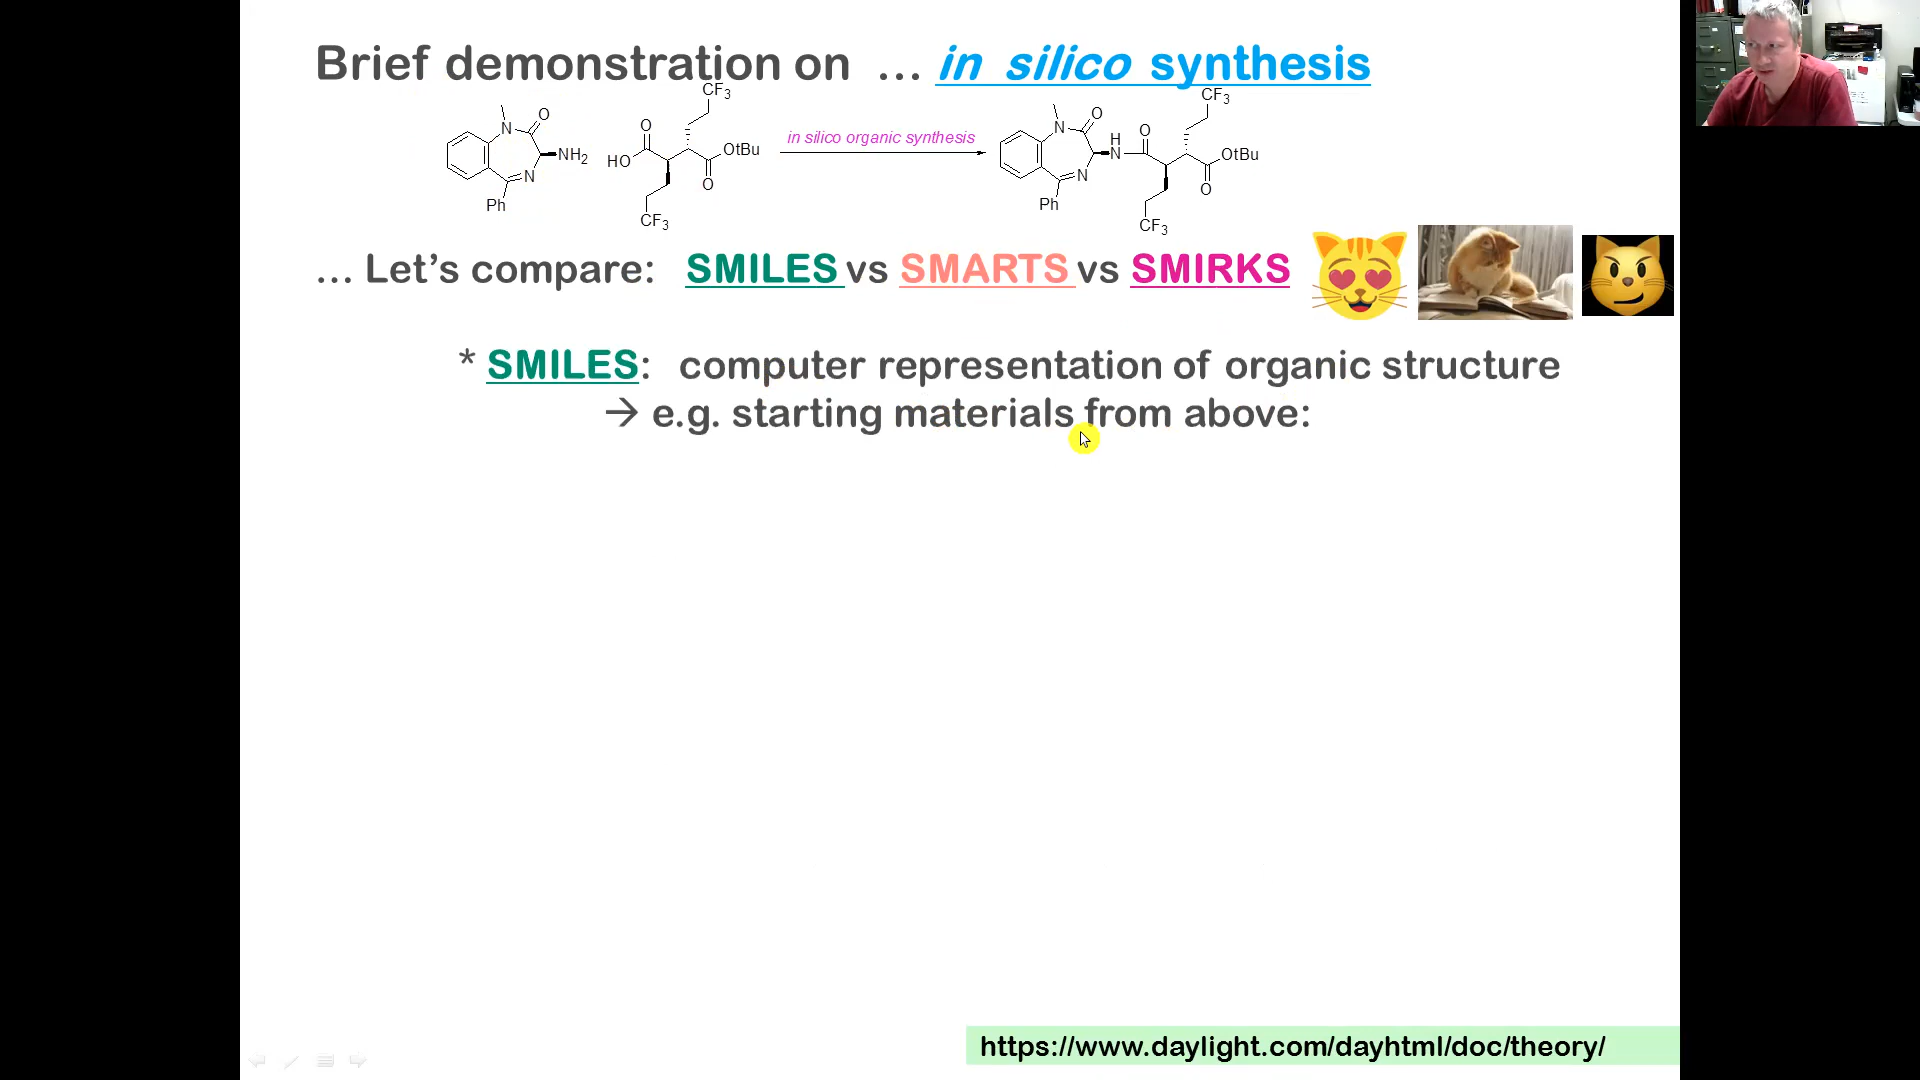 Brief demonstration on … in silico synthesis
CF3
CF3
N
O
O
OtBu
in silico organic synthesis
N
O
O
H
N
OtBu
HO
NH2
N
O
N
O
Ph
CF3
Ph
CF3
… Let’s compare: SMILES vs SMARTS vs SMIRKS
* SMILES: computer representation of organic structure
→ e.g. starting materials from above:
https://www.daylight.com/dayhtml/doc/theory/